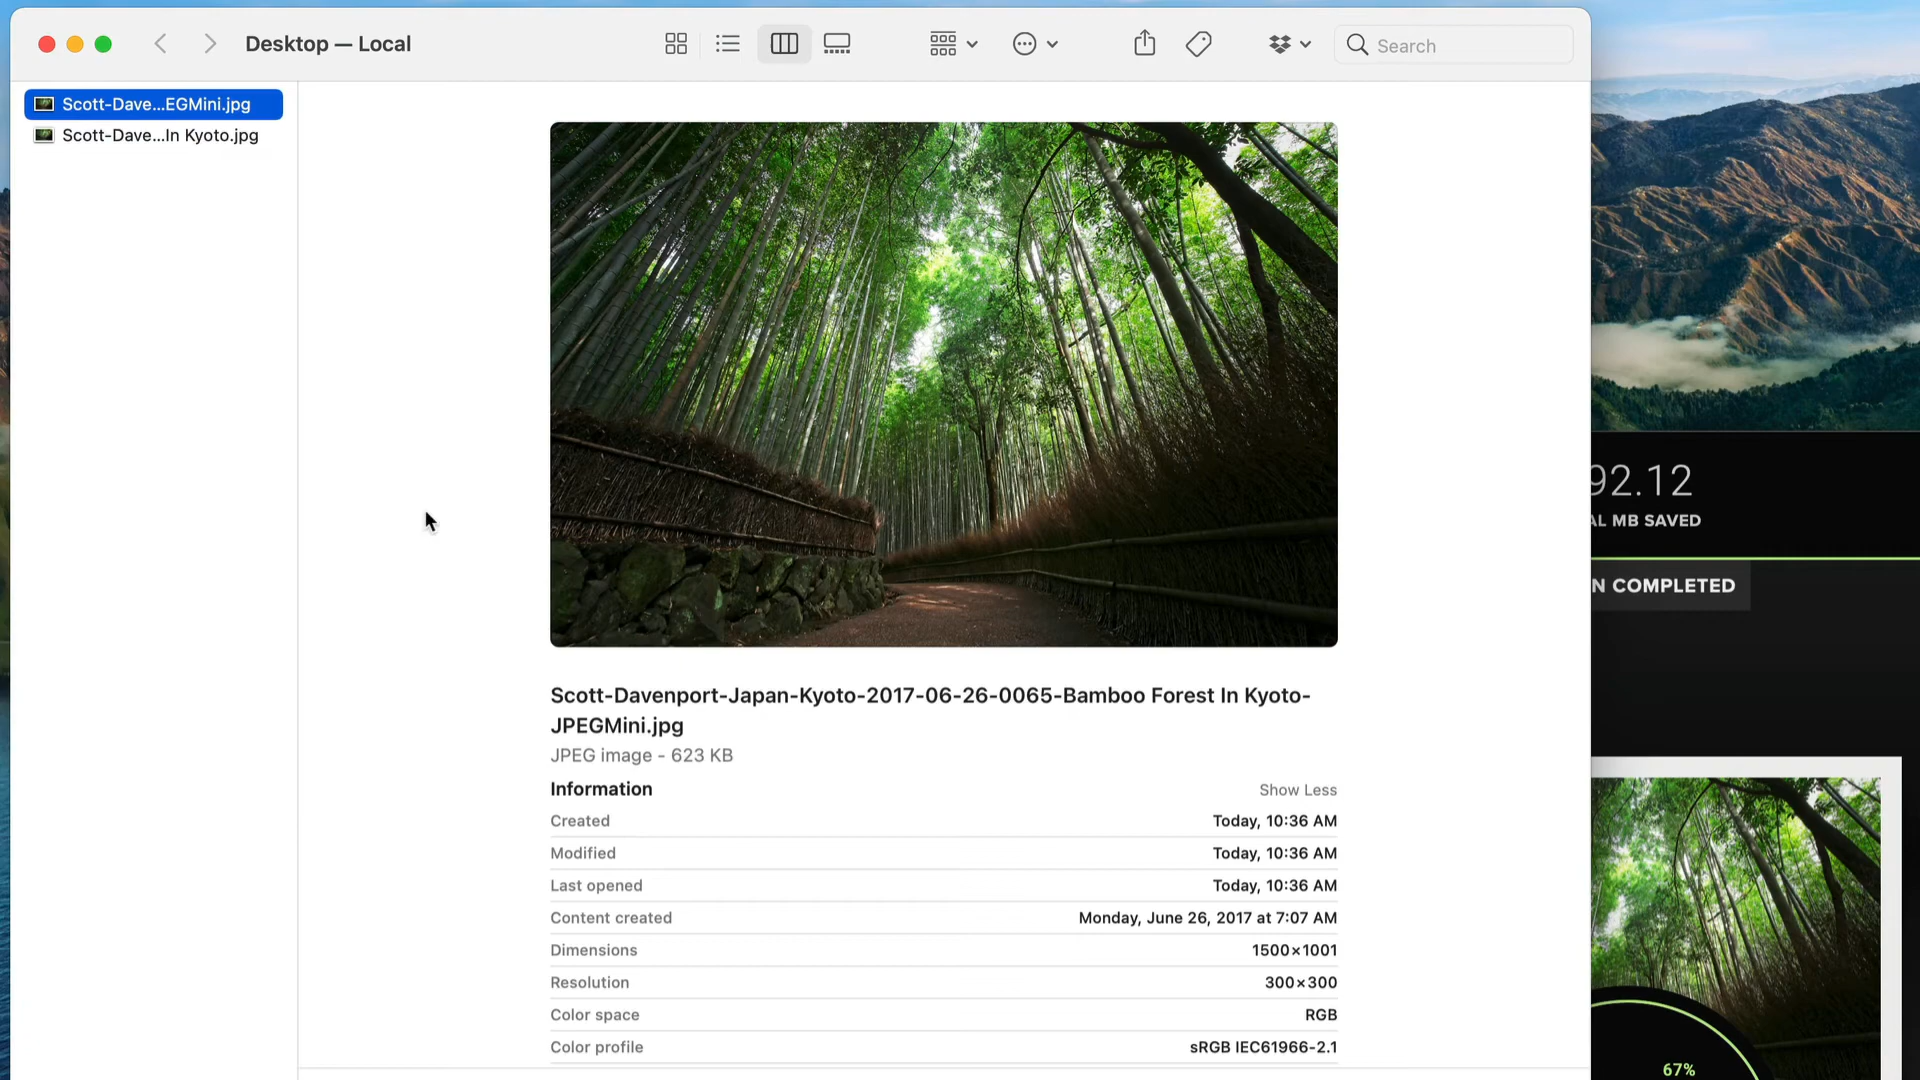 Desktop — Local
Search
Scott-Dave...EGMini.jpg
Scott-Dave...In Kyoto.jpg
Scott-Davenport-Japan-Kyoto-2017-06-26-0065-Bamboo Forest In Kyoto-
JPEGMini.jpg
JPEG image - 623 KB
Information Show Less
Created Today, 10:36 AM
Modified Today, 10:36 AM
Last opened Today, 10:36 AM
Content created Monday, June 26, 2017 at 7:07 AM
Dimensions 1500×1001
Resolution 300×300
Color space RGB
Color profile sRGB IEC61966-2.1
92.12
AL MB SAVED
N COMPLETED
67%